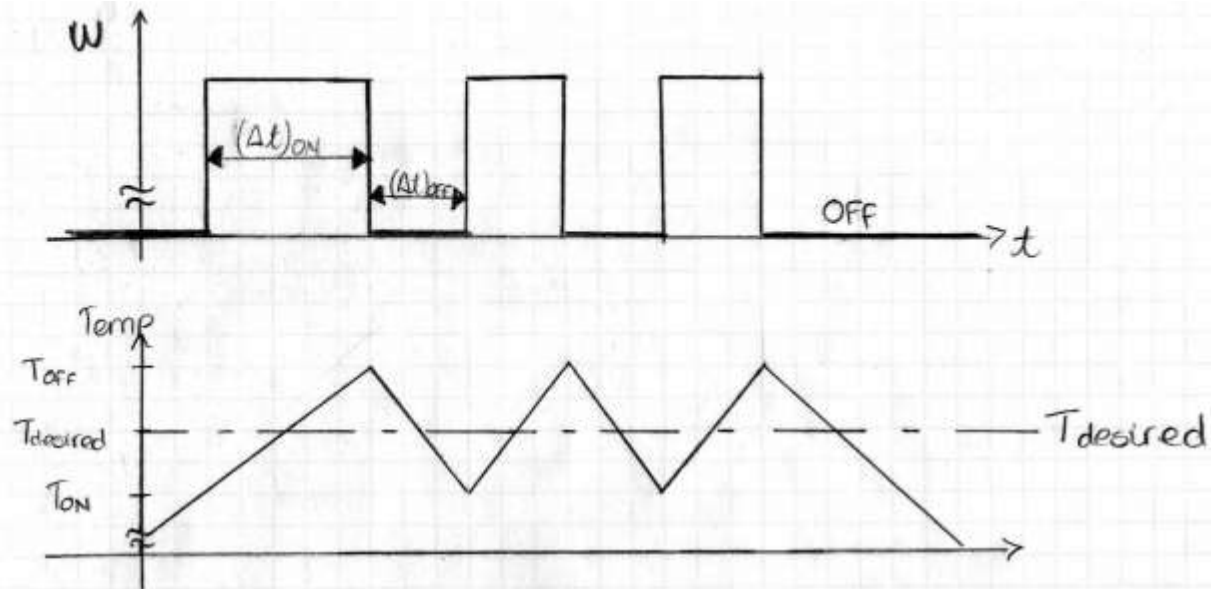 W
(Δt)ON
(Δt)OFF
OFF
t
Temp
TOFF
Tdesired
Tdesired
TON